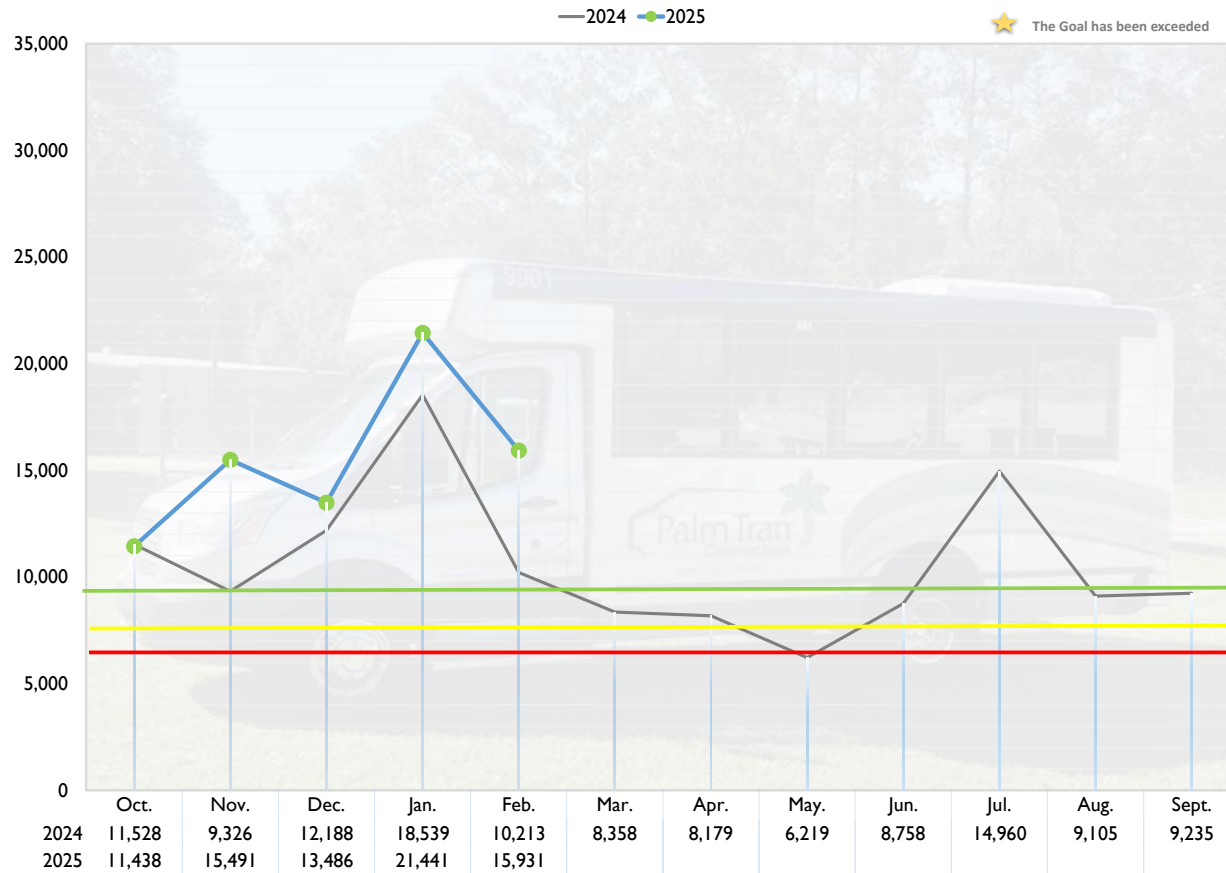 2024 2025
The Goal has been exceeded
35,000
30,000
25,000
20,000
15,000
10,000
5,000
0
9901
Palm Tran
Connection
Oct. Nov. Dec. Jan. Feb. Mar. Apr. May. Jun. Jul. Aug. Sept.
2024 11,528 9,326 12,188 18,539 10,213 8,358 8,179 6,219 8,758 14,960 9,105 9,235
2025 11,438 15,491 13,486 21,441 15,931